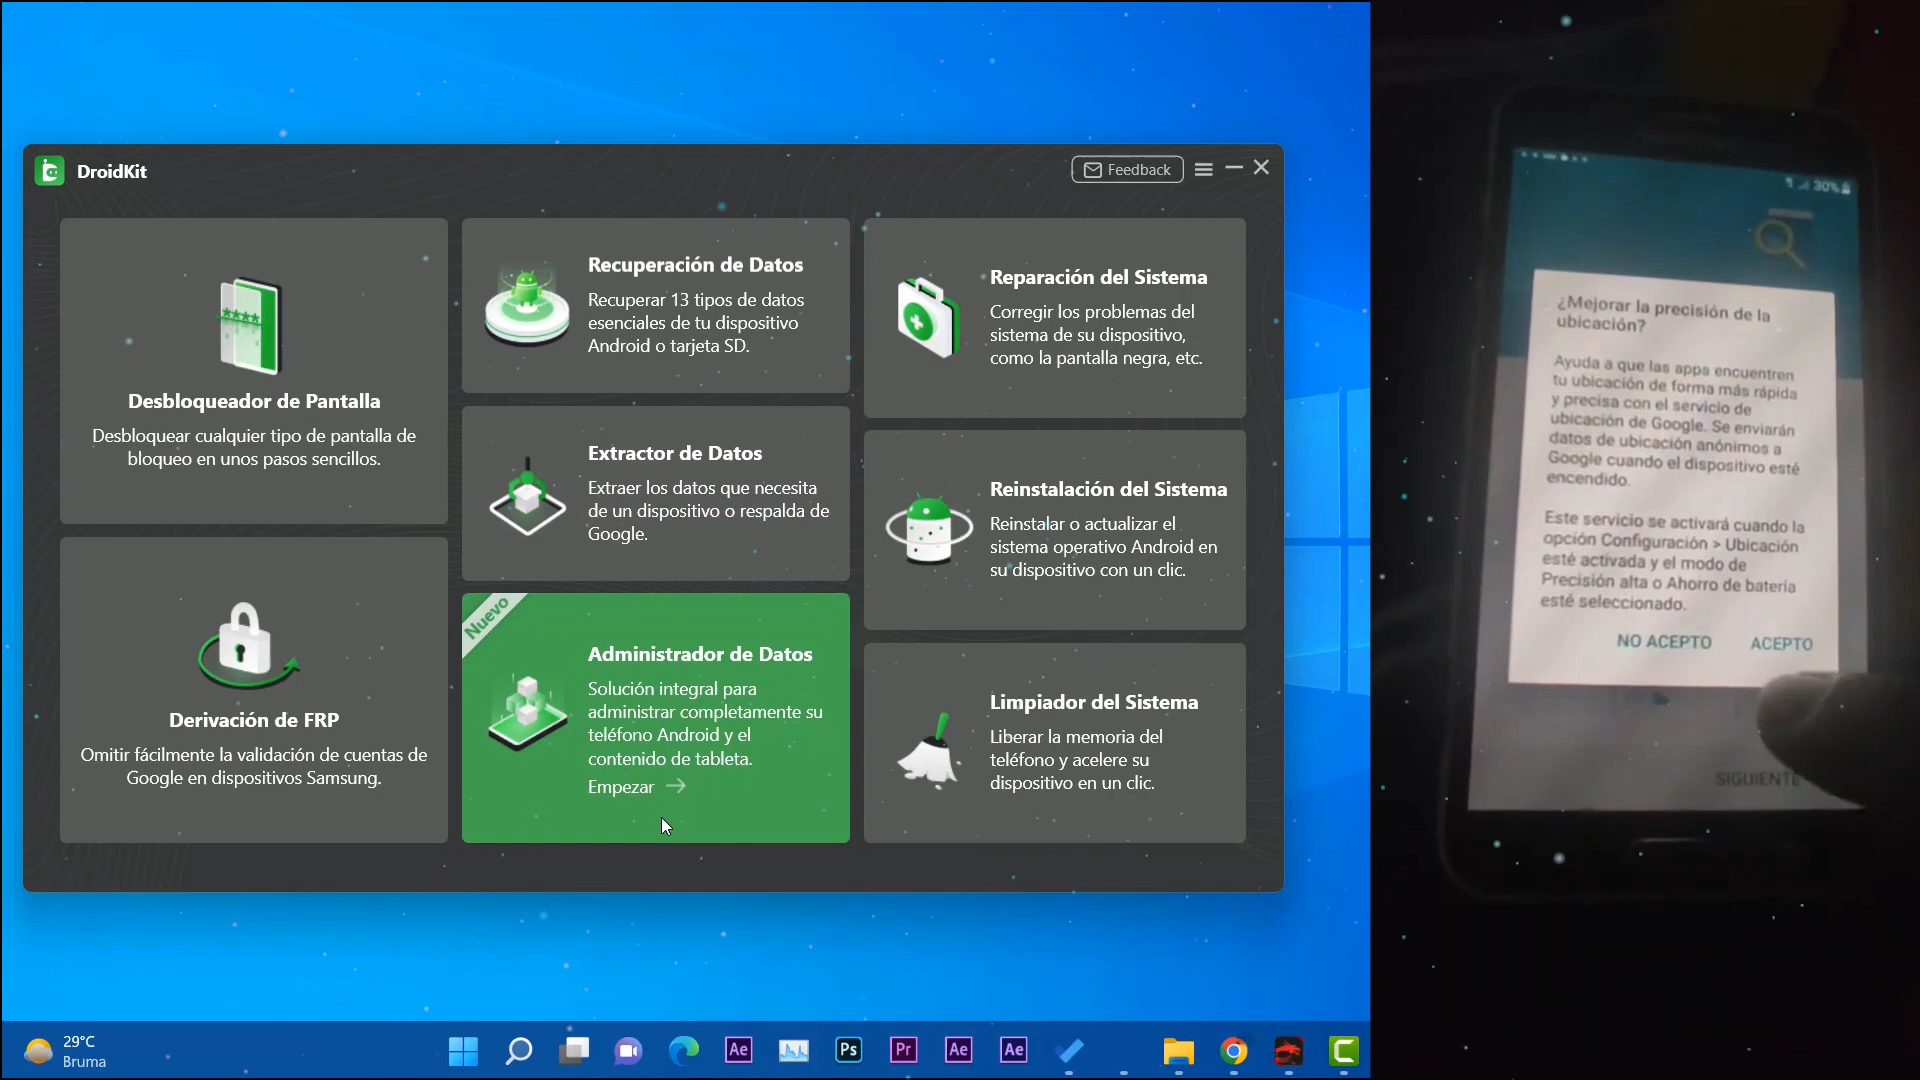 DroidKit
Feedback
Desbloqueador de Pantalla
Desbloquear cualquier tipo de pantalla de
bloqueo en unos pasos sencillos.
Derivación de FRP
Omitir fácilmente la validación de cuentas de
Google en dispositivos Samsung.
Recuperación de Datos
Recuperar 13 tipos de datos
esenciales de tu dispositivo
Android o tarjeta SD.
Extractor de Datos
Extraer los datos que necesita
de un dispositivo o respalda de
Google.
Nuevo
Administrador de Datos
Solución integral para
administrar completamente su
teléfono Android y el
contenido de tableta.
Empezar
Reparación del Sistema
Corregir los problemas del
sistema de su dispositivo,
como la pantalla negra, etc.
Reinstalación del Sistema
Reinstalar o actualizar el
sistema operativo Android en
su dispositivo con un clic.
Limpiador del Sistema
Liberar la memoria del
teléfono y acelere su
dispositivo en un clic.
29°C
Bruma
Ae
Ps
Pr
Ae
Ae
30%
¿Mejorar la precisión de la
ubicación?
Ayuda a que las apps encuentren
tu ubicación de forma más rápida
y precisa con el servicio de
ubicación de Google. Se enviarán
datos de ubicación anónimos a
Google cuando el dispositivo esté
encendido.
Este servicio se activará cuando la
opción Configuración > Ubicación
esté activada y el modo de
Precisión alta o Ahorro de batería
esté seleccionado.
NO ACEPTO ACEPTO
SIGUIENTE